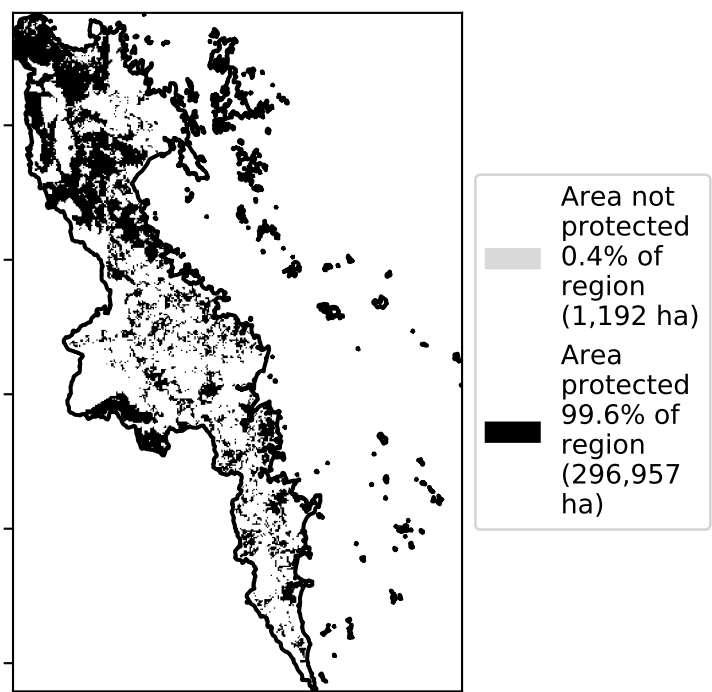 Area not
protected
0.4% of
region
(1,192 ha)
Area
protected
99.6% of
region
(296,957
ha)